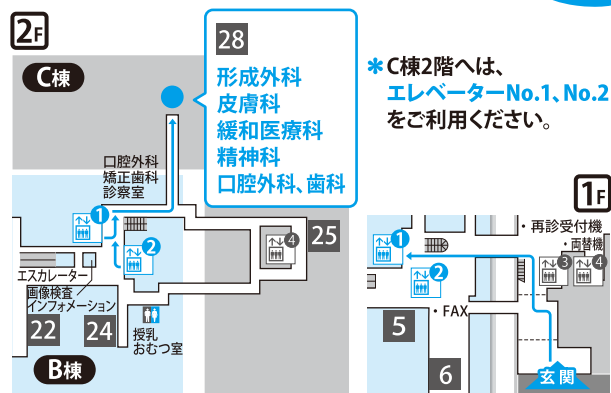 2F
C棟
28
形成外科
皮膚科
緩和医療科
精神科
口腔外科、歯科
＊C棟2階へは、
エレベーターNo.1、No.2
をご利用ください。
口腔外科
矯正歯科
診察室
1
2
4
25
エスカレーター
画像検査
インフォメーション
22
24
授乳
おむつ室
B棟
1F
・再診受付機
・両替機
1
2
3
4
・FAX
5
6
玄関